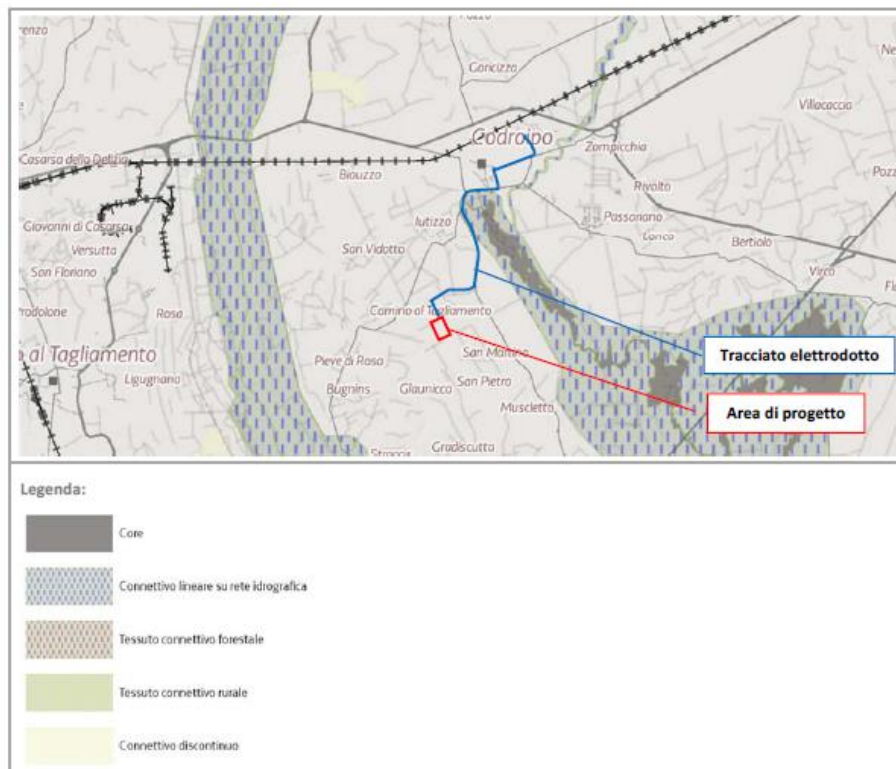 Pozzo
Goricizza
Villacaccia
Codroipo
Casarsa della Delizia
Zompicchia
Biauzzo
Rivolto
Giovanni di Casarsa
Iutizzo
Passariano
Versutta
Lonca
Bertiolo
San Vidotto
San Floriano
Virco
Rosa
Camino al Tagliamento
al Tagliamento
Tracciato elettrodotto
Pieve di Rosa
San Martino
Ligugnana
Bugnins
Glaunicco
San Pietro
Area di progetto
Muscletto
Gradiscutta
Legenda:
Core
Connettivo lineare su rete idrografica
Tessuto connettivo forestale
Tessuto connettivo rurale
Connettivo discontinuo